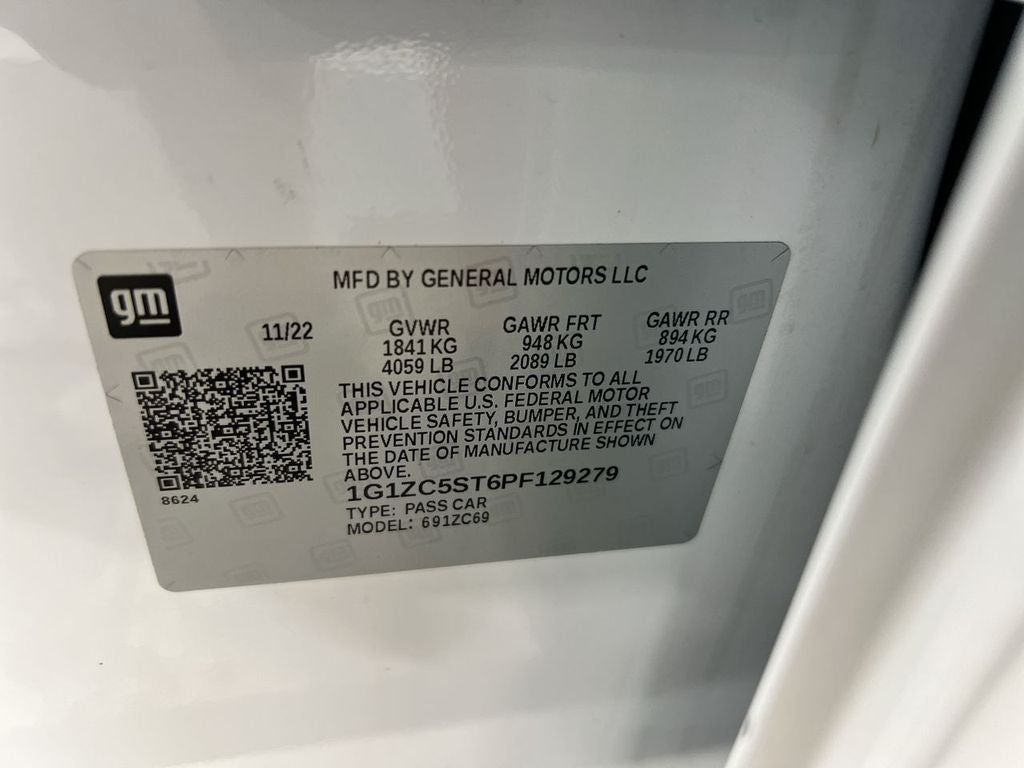 gm
MFD BY GENERAL MOTORS LLC
11/22 GVWR GAWR FRT GAWR RR
1841 KG 948 KG 894 KG
4059 LB 2089 LB 1970 LB
THIS VEHICLE CONFORMS TO ALL
APPLICABLE U.S. FEDERAL MOTOR
VEHICLE SAFETY, BUMPER, AND THEFT
PREVENTION STANDARDS IN EFFECT ON
THE DATE OF MANUFACTURE SHOWN
ABOVE.
1G1ZC5ST6PF129279
TYPE: PASS CAR
MODEL: 691ZC69
8624